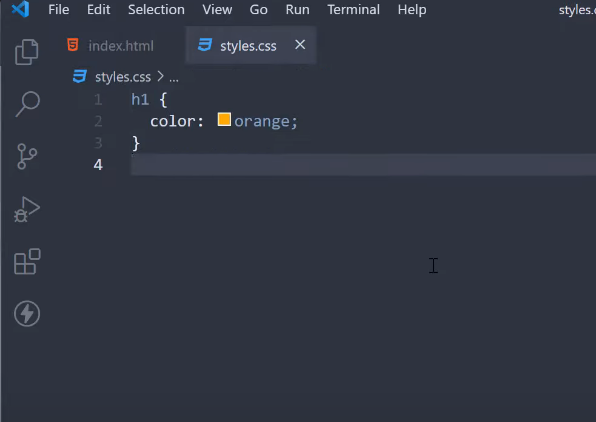 File Edit Selection View Go Run Terminal Help styles.c
index.html styles.css
styles.css > ...
1 h1 {
2 color: orange;
3 }
4